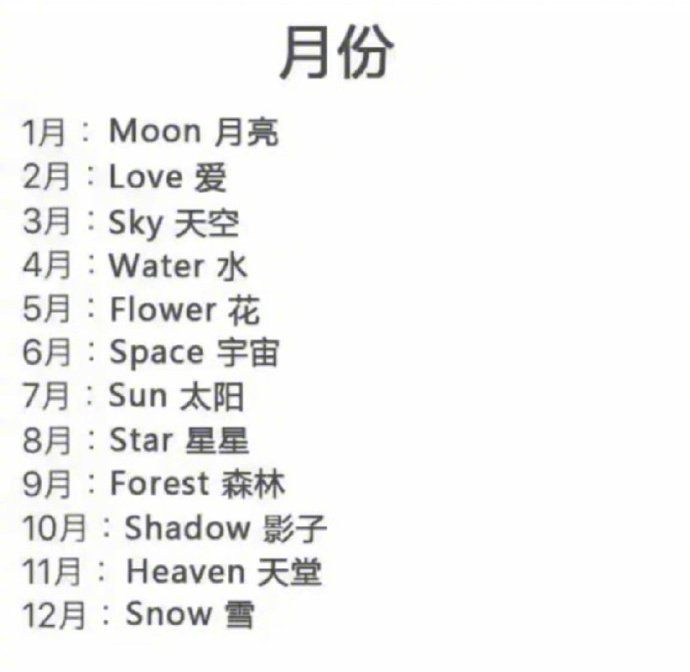 月份
1月：Moon 月亮
2月：Love 爱
3月：Sky 天空
4月：Water 水
5月：Flower 花
6月：Space 宇宙
7月：Sun 太阳
8月：Star 星星
9月：Forest 森林
10月：Shadow 影子
11月：Heaven 天堂
12月：Snow 雪